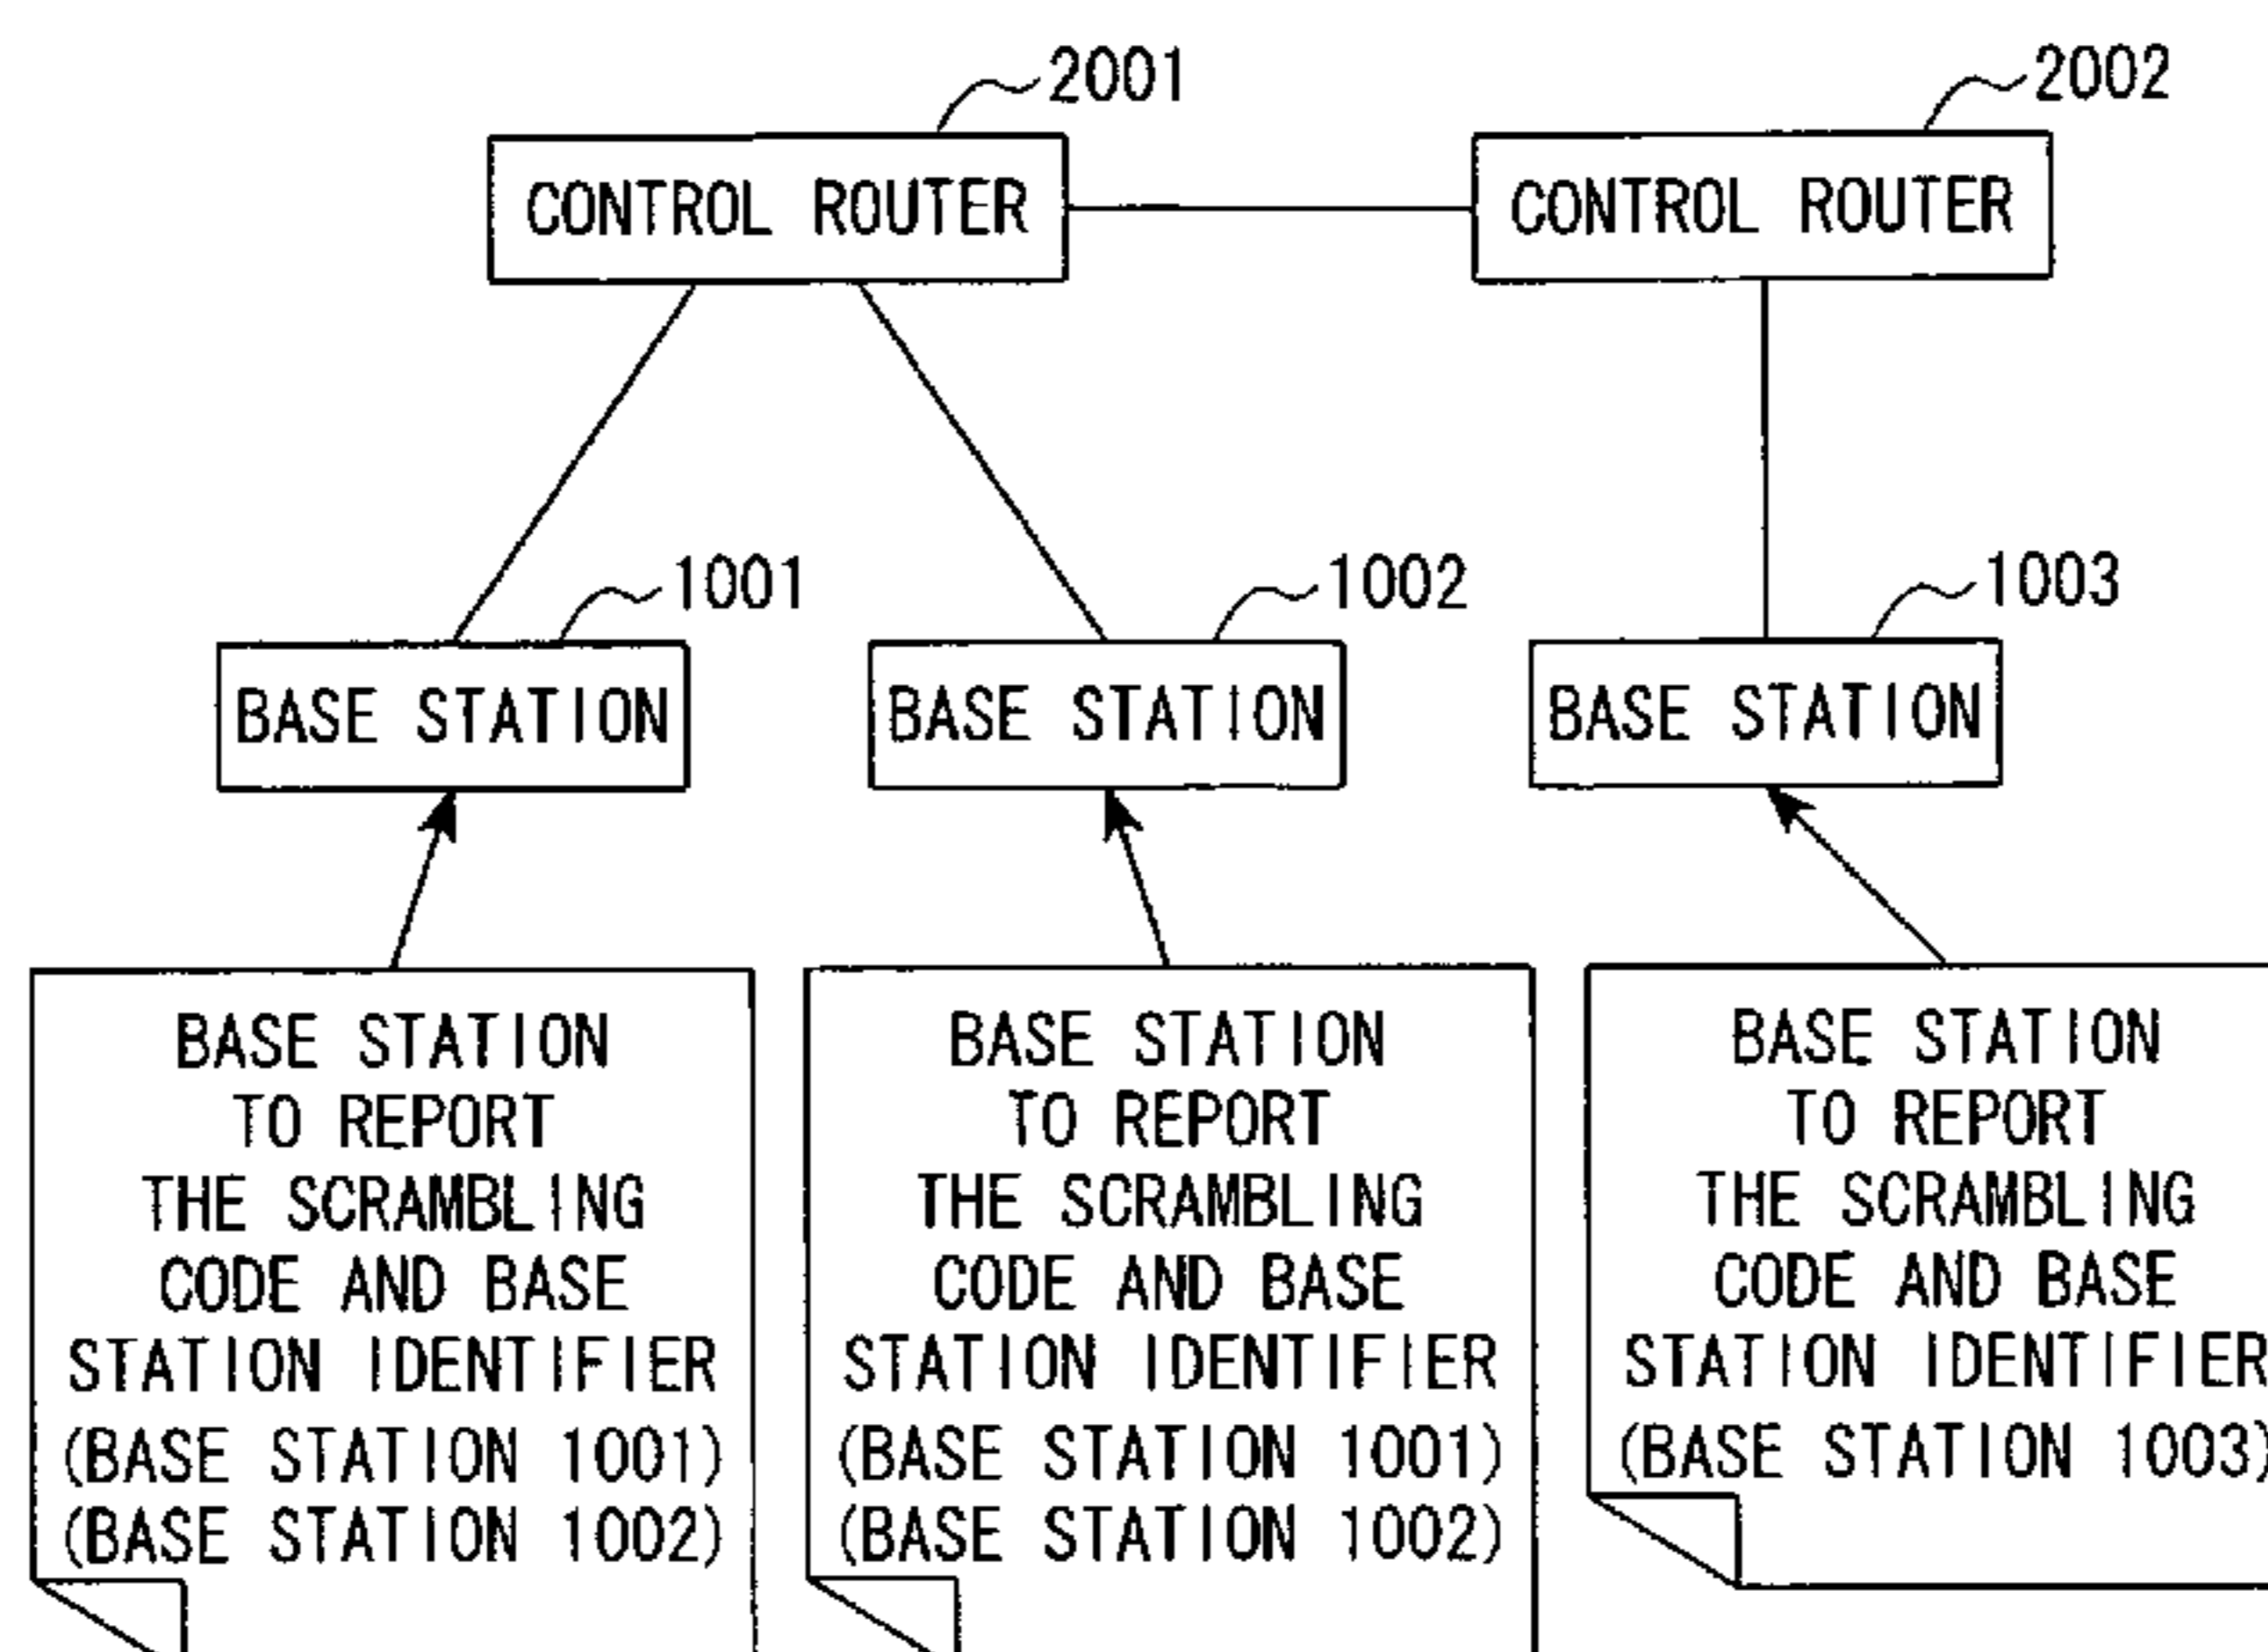 2001
2002
CONTROL ROUTER
CONTROL ROUTER
1001
1002
1003
BASE STATION
BASE STATION
BASE STATION
BASE STATION
TO REPORT
THE SCRAMBLING
CODE AND BASE
STATION IDENTIFIER
(BASE STATION 1001)
(BASE STATION 1002)
BASE STATION
TO REPORT
THE SCRAMBLING
CODE AND BASE
STATION IDENTIFIER
(BASE STATION 1001)
(BASE STATION 1002)
BASE STATION
TO REPORT
THE SCRAMBLING
CODE AND BASE
STATION IDENTIFIER
(BASE STATION 1003)